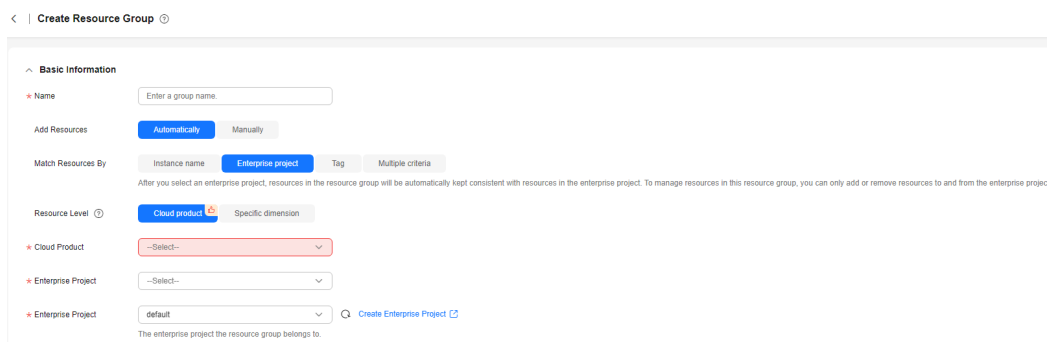 Create Resource Group
Basic Information
* Name Enter a group name.
Add Resources Automatically Manually
Match Resources By Instance name Enterprise project Tag Multiple criteria
After you select an enterprise project, resources in the resource group will be automatically kept consistent with resources in the enterprise project. To manage resources in this resource group, you can only add or remove resources to and from the enterprise projec
Resource Level Cloud product Specific dimension
* Cloud Product --Select--
* Enterprise Project --Select--
* Enterprise Project default Create Enterprise Project
The enterprise project the resource group belongs to.